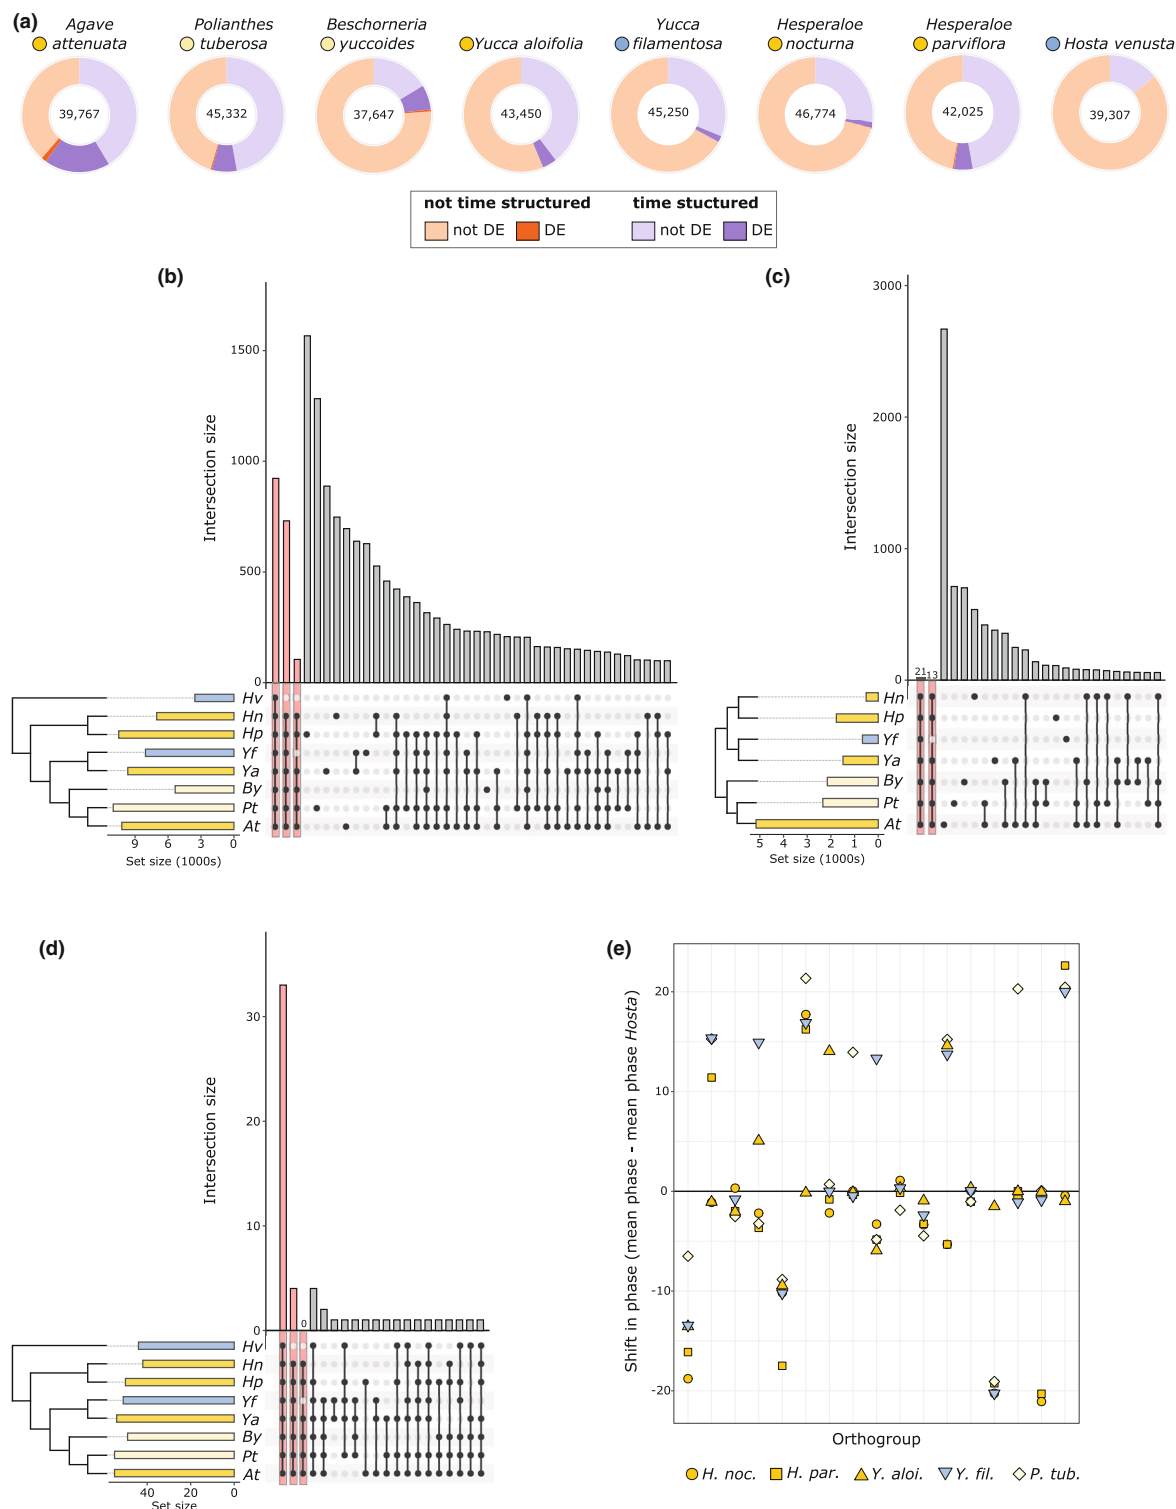 (a)
Agave attenuata
Polianthes tuberosa
Beschorneria yuccoides
Yucca aloifolia
Yucca filamentosa
Hesperaloe nocturna
Hesperaloe parviflora
Hosta venusta
39,767
45,332
37,647
43,450
45,250
46,774
42,025
39,307
not time structured
time stuctured
not DE
DE
not DE
DE
(b)
Intersection size
1500
1000
500
0
Hv
Hn
Hp
Yf
Ya
By
Pt
At
9 6 3 0
Set size (1000s)
(c)
Intersection size
3000
2000
1000
0
21
13
Hn
Hp
Yf
Ya
By
Pt
At
5 4 3 2 1 0
Set size (1000s)
(d)
Intersection size
30
20
10
0
0
Hv
Hn
Hp
Yf
Ya
By
Pt
At
40 20 0
Set size
(e)
Shift in phase (mean phase - mean phase Hosta)
20
10
0
-10
-20
Orthogroup
H. noc.
H. par.
Y. aloi.
Y. fil.
P. tub.